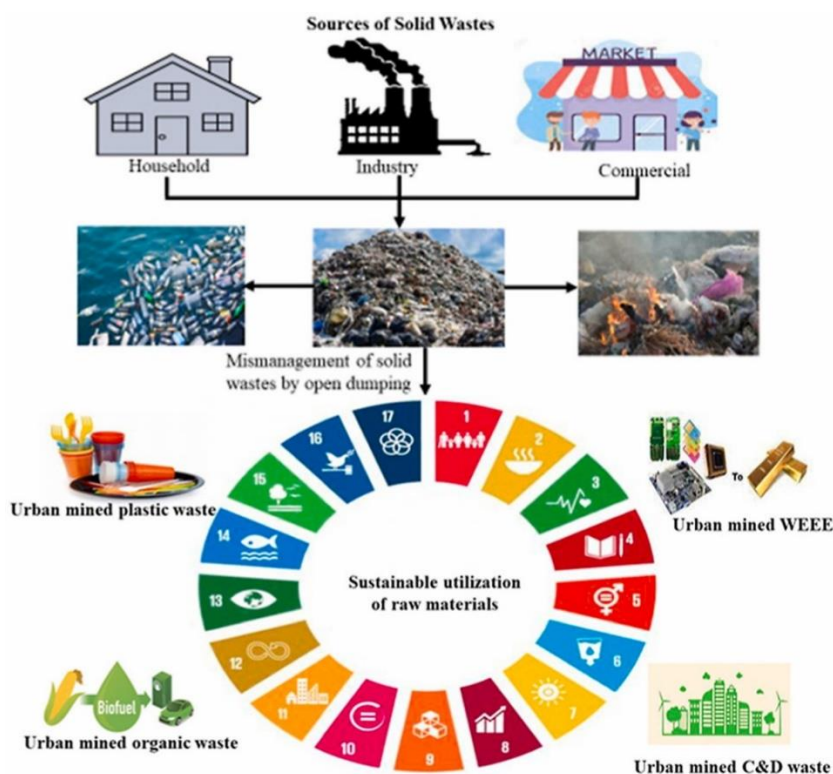 Sources of Solid Wastes
MARKET
Household
Industry
Commercial
Mismanagement of solid
wastes by open dumping
17
1
16
2
15
3
14
4
13
5
12
6
11
7
10
9
8
Urban mined plastic waste
To
Urban mined WEEE
Sustainable utilization
of raw materials
Biofuel
Urban mined organic waste
Urban mined C&D waste